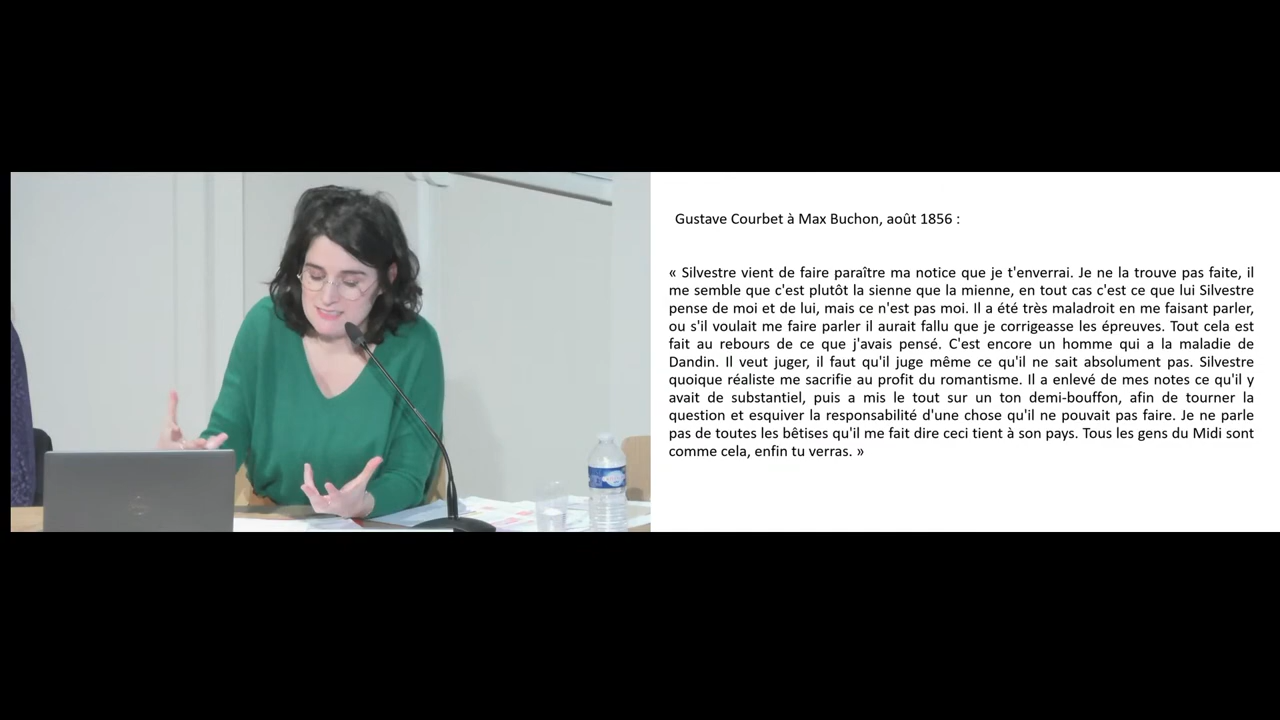 Gustave Courbet à Max Buchon, août 1856 :
« Silvestre vient de faire paraître ma notice que je t'enverrai. Je ne la trouve pas faite, il
me semble que c'est plutôt la sienne que la mienne, en tout cas c'est ce que lui Silvestre
pense de moi et de lui, mais ce n'est pas moi. Il a été très maladroit en me faisant parler,
ou s'il voulait me faire parler il aurait fallu que je corrigeasse les épreuves. Tout cela est
fait au rebours de ce que j'avais pensé. C'est encore un homme qui a la maladie de
Dandin. Il veut juger, il faut qu'il juge même ce qu'il ne sait absolument pas. Silvestre
quoique réaliste me sacrifie au profit du romantisme. Il a enlevé de mes notes ce qu'il y
avait de substantiel, puis a mis le tout sur un ton demi-bouffon, afin de tourner la
question et esquiver la responsabilité d'une chose qu'il ne pouvait pas faire. Je ne parle
pas de toutes les bêtises qu'il me fait dire ceci tient à son pays. Tous les gens du Midi sont
comme cela, enfin tu verras. »